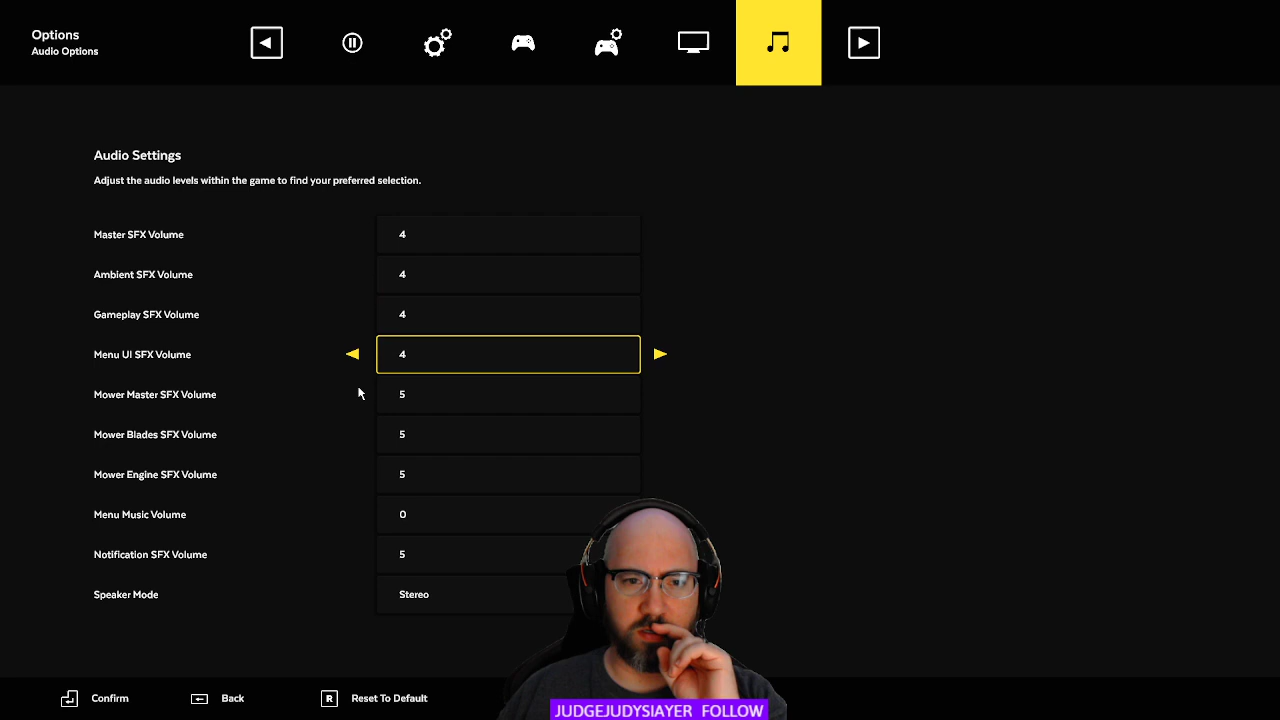 Options
Audio Options
Audio Settings
Adjust the audio levels within the game to find your preferred selection.
Master SFX Volume 4
Ambient SFX Volume 4
Gameplay SFX Volume 4
Menu UI SFX Volume 4
Mower Master SFX Volume 5
Mower Blades SFX Volume 5
Mower Engine SFX Volume 5
Menu Music Volume 0
Notification SFX Volume 5
Speaker Mode Stereo
Confirm Back R Reset To Default
JUDGEJUDYSIAYER FOLLOW